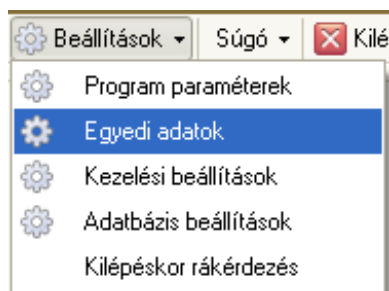 Beállítások Súgó Kilé
Program paraméterek
Egyedi adatok
Kezelési beállítások
Adatbázis beállítások
Kilépéskor rákérdezés